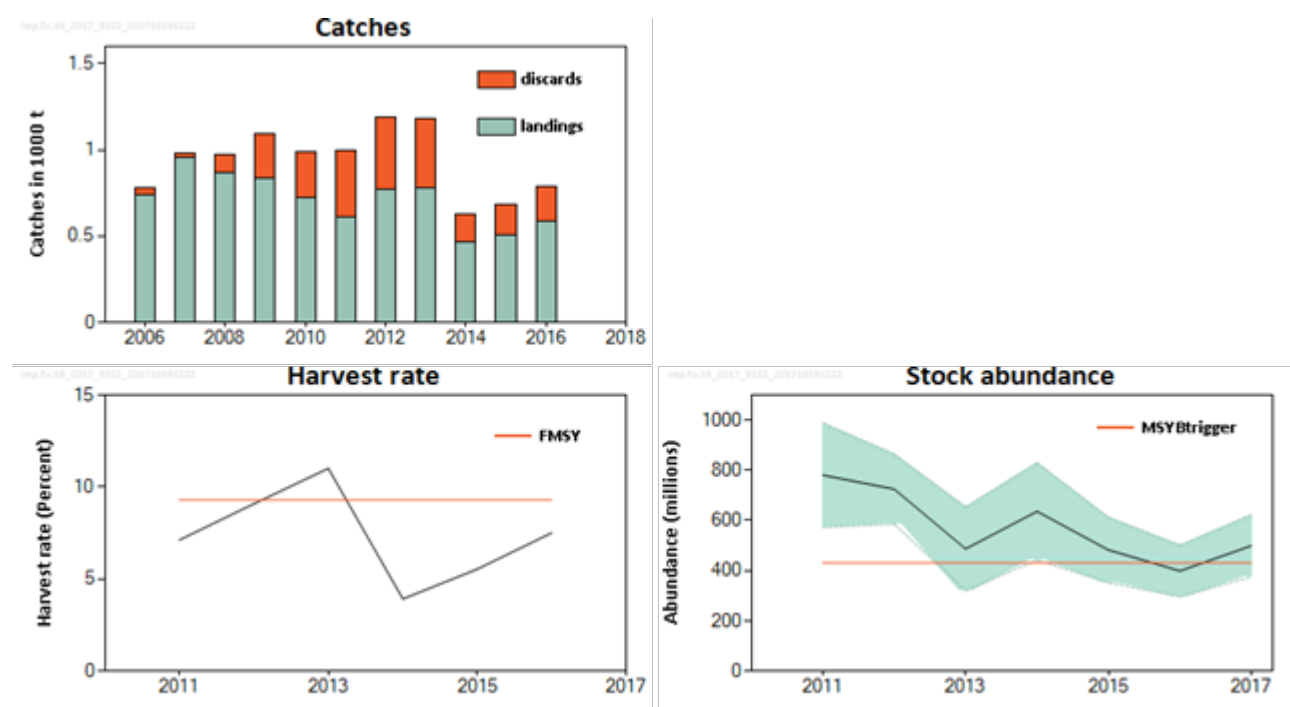 Catches
1.5
1
0.5
0
Catches in 1000 t
discards
landings
2006 2008 2010 2012 2014 2016 2018
Harvest rate
15
10
5
0
Harvest rate (Percent)
FMSY
2011 2013 2015 2017
Stock abundance
1000
800
600
400
200
0
Abundance (millions)
MSYBtrigger
2011 2013 2015 2017